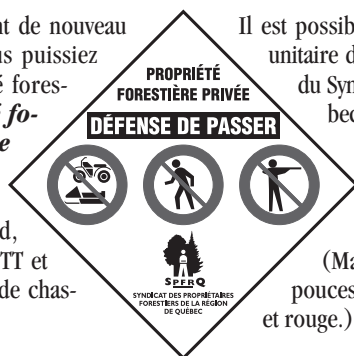 nt de nouveau
us puissiez
é fores-
fo-
e
d,
TT et
de chas-
PROPRIÉTÉ
FORESTIÈRE PRIVÉE
DÉFENSE DE PASSER
SPFRQ
SYNDICAT DES PROPRIÉTAIRES
FORESTIERS DE LA RÉGION
DE QUÉBEC
Il est possib
unitaire d
du Syn
bec
(Ma
pouces
et rouge.)